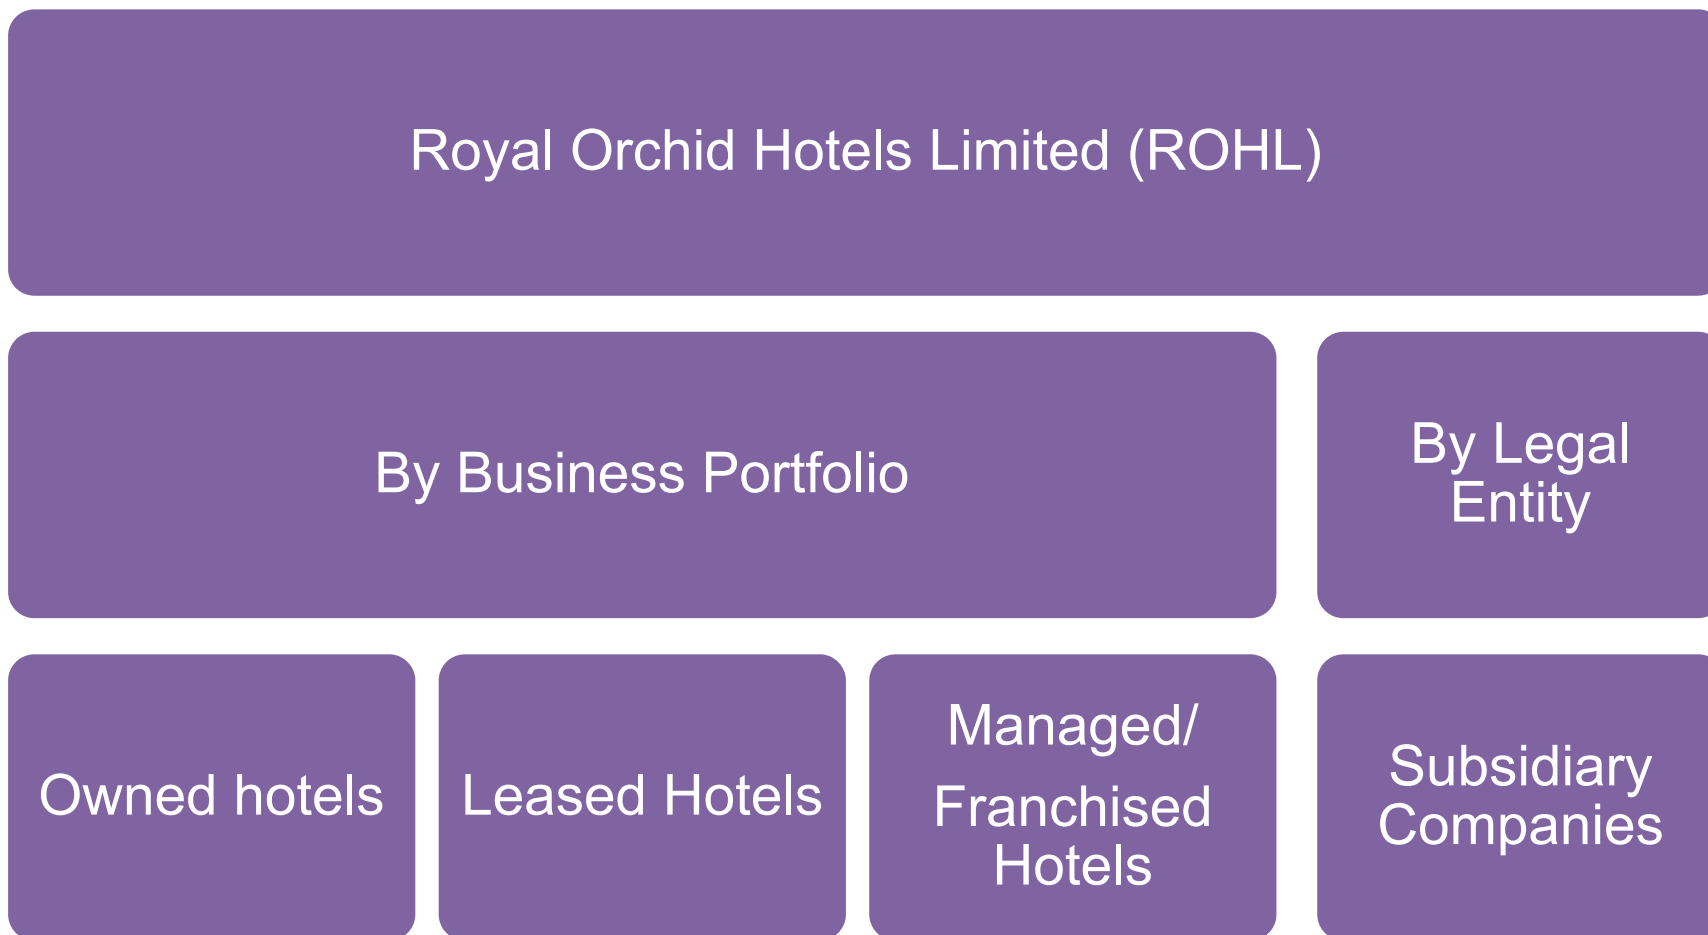 Royal Orchid Hotels Limited (ROHL)
By Business Portfolio
By Legal
Entity
Owned hotels
Leased Hotels
Managed/
Franchised
Hotels
Subsidiary
Companies